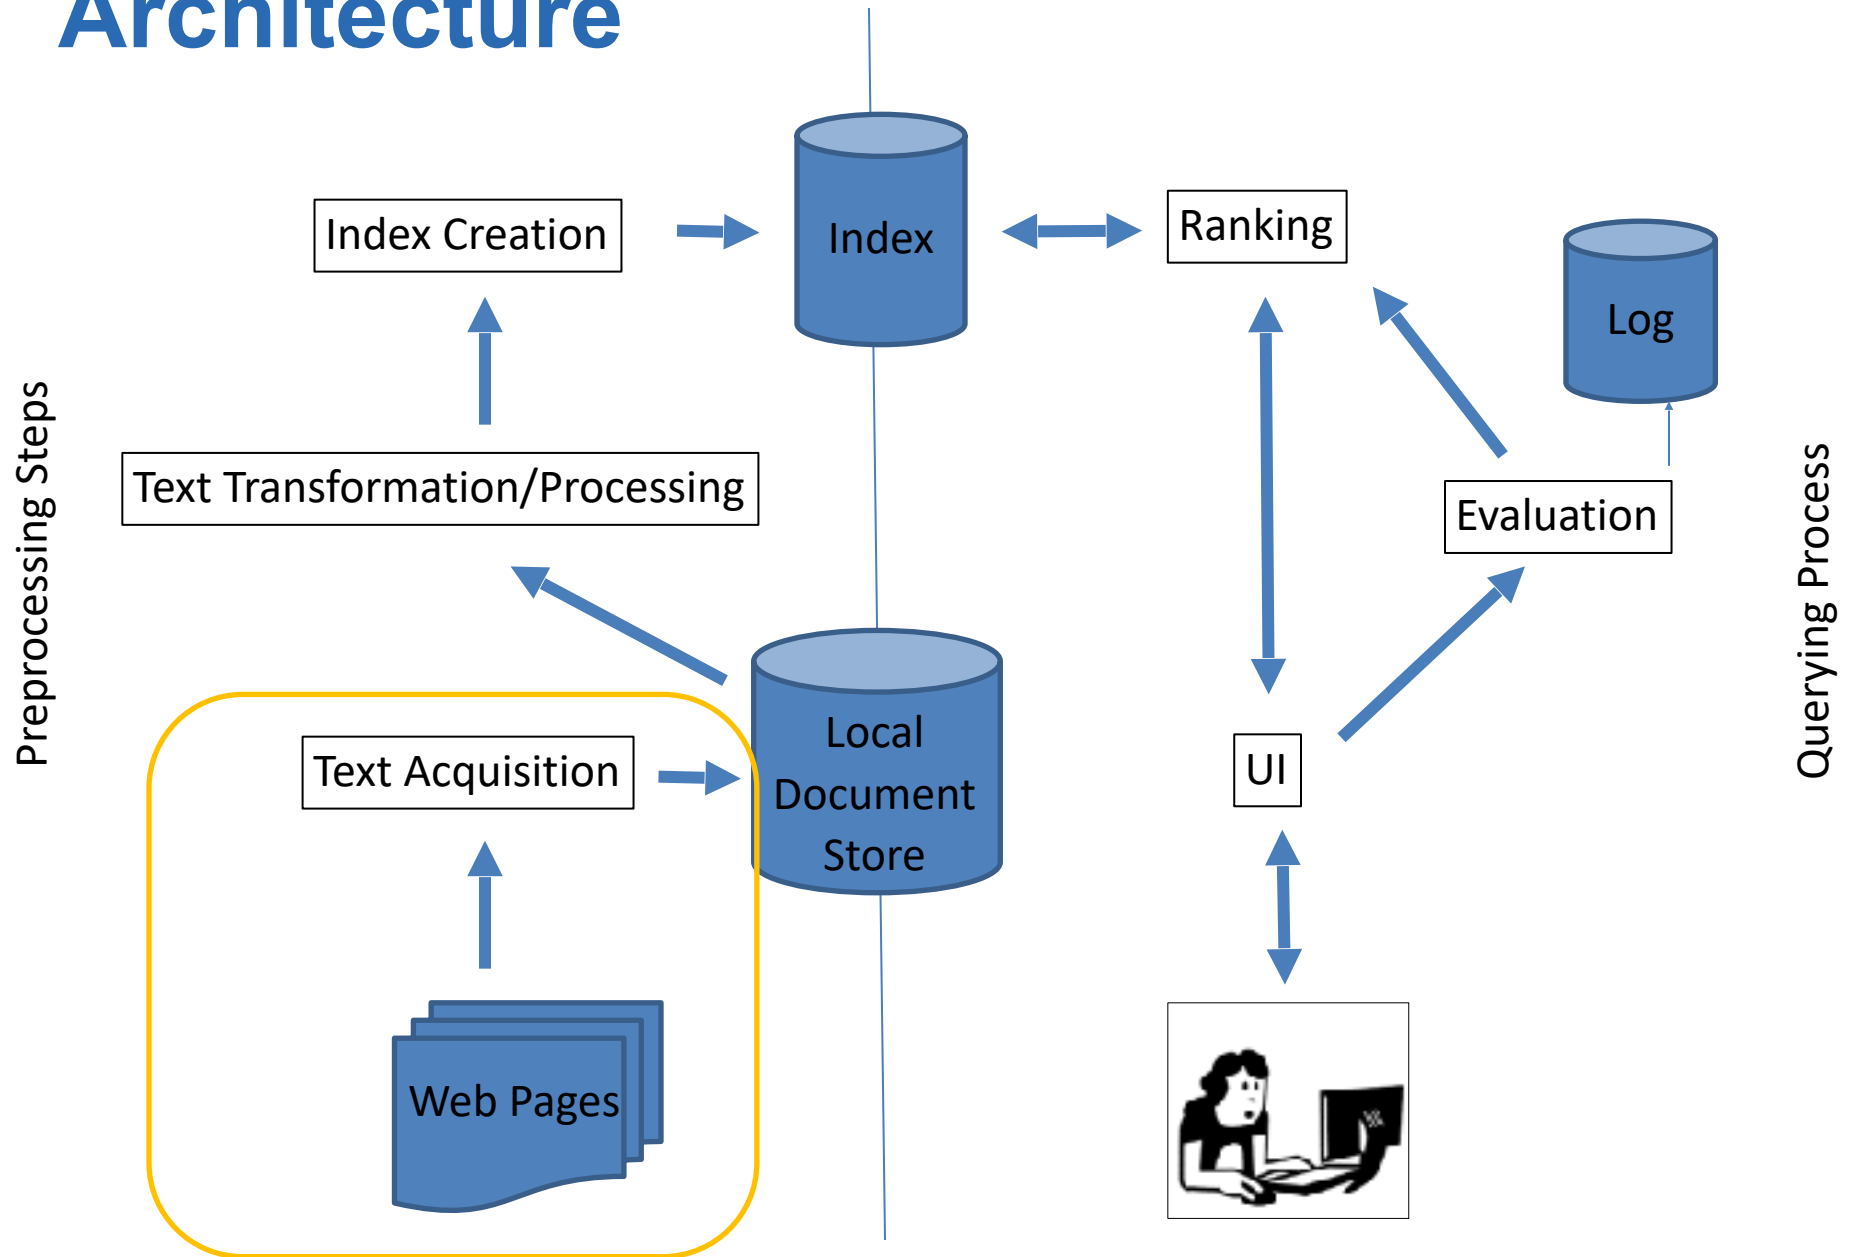 Architecture
Index Creation
Index
Ranking
Log
Preprocessing Steps
Text Transformation/Processing
Evaluation
Querying Process
Text Acquisition
Local
Document
Store
UI
Web Pages